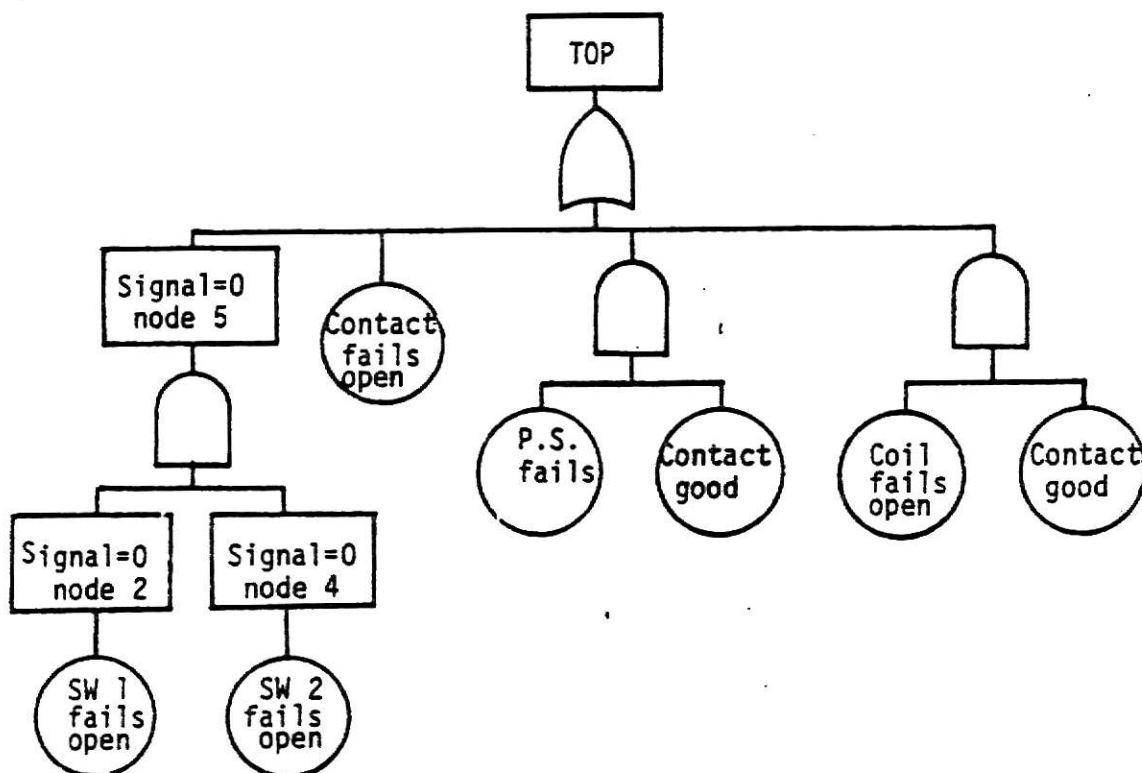 TOP
Signal=0
node 5
Contact
fails
open
P.S.
fails
Contact
good
Coil
fails
open
Contact
good
Signal=0
node 2
Signal=0
node 4
SW 1
fails
open
SW 2
fails
open